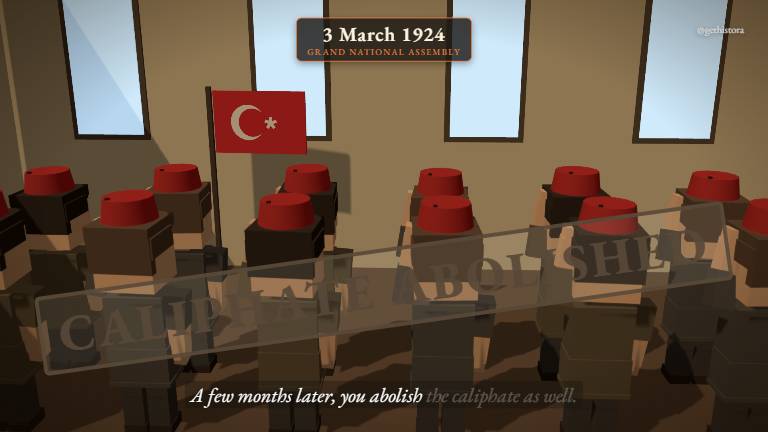 3 March 1924
GRAND NATIONAL ASSEMBLY
@gethistora
CALIPHATE ABOLISHED
A few months later, you abolish the caliphate as well.